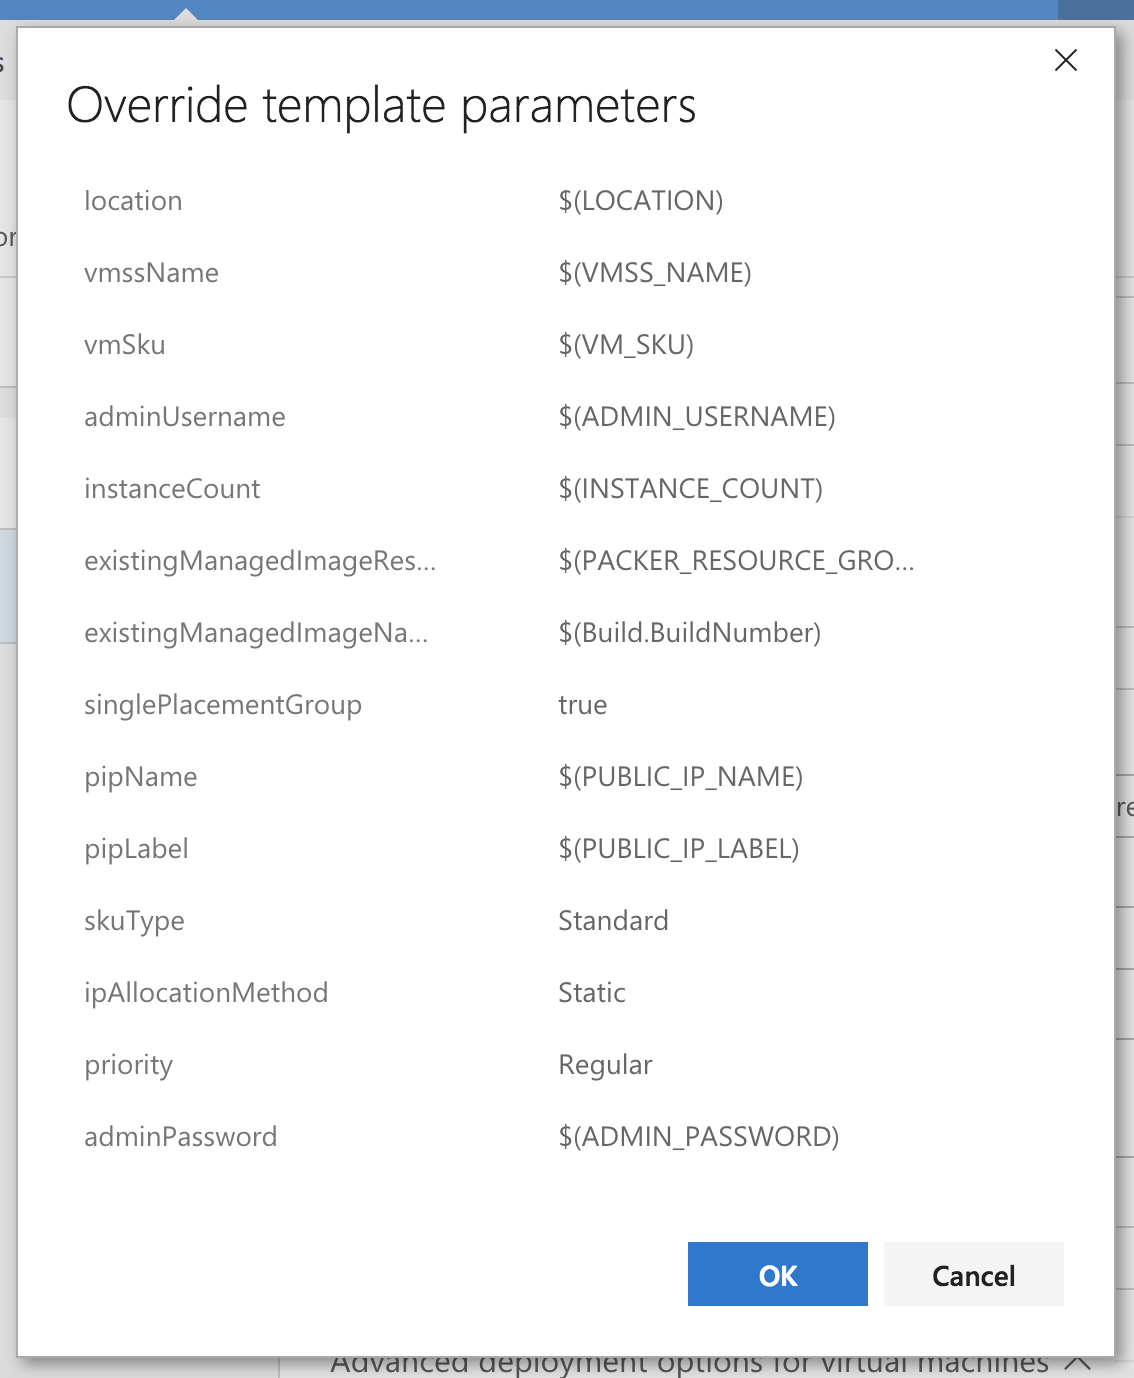 Override template parameters
location $(LOCATION)
vmssName $(VMSS_NAME)
vmSku $(VM_SKU)
adminUsername $(ADMIN_USERNAME)
instanceCount $(INSTANCE_COUNT)
existingManagedImageRes... $(PACKER_RESOURCE_GRO...
existingManagedImageNa... $(Build.BuildNumber)
singlePlacementGroup true
pipName $(PUBLIC_IP_NAME)
pipLabel $(PUBLIC_IP_LABEL)
skuType Standard
ipAllocationMethod Static
priority Regular
adminPassword $(ADMIN_PASSWORD)
OK Cancel
Advanced deployment options for virtual machines